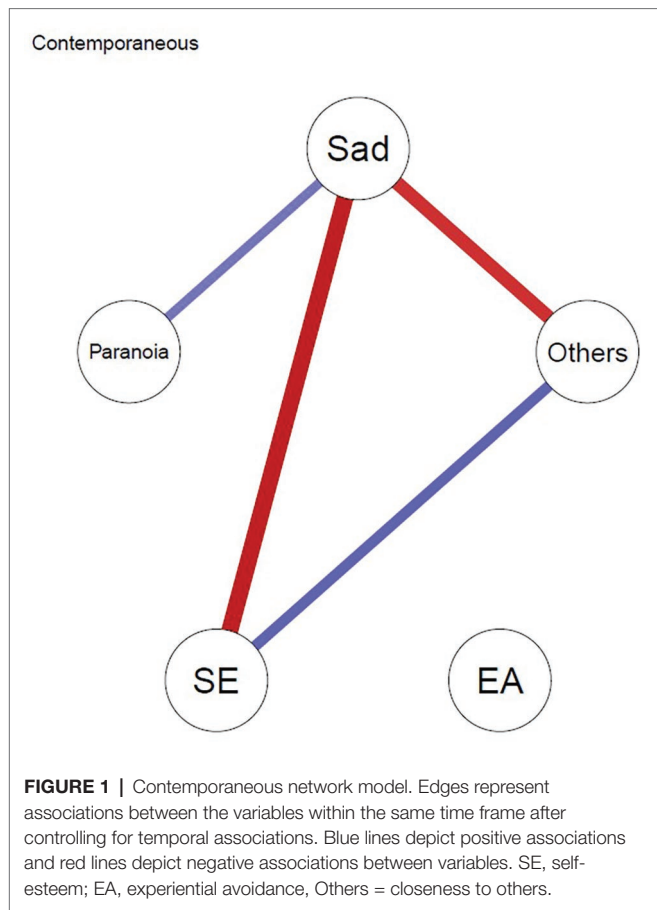 Contemporaneous
Sad
Paranoia
Others
SE
EA
FIGURE 1 | Contemporaneous network model. Edges represent
associations between the variables within the same time frame after
controlling for temporal associations. Blue lines depict positive associations
and red lines depict negative associations between variables. SE, self-
esteem; EA, experiential avoidance, Others = closeness to others.